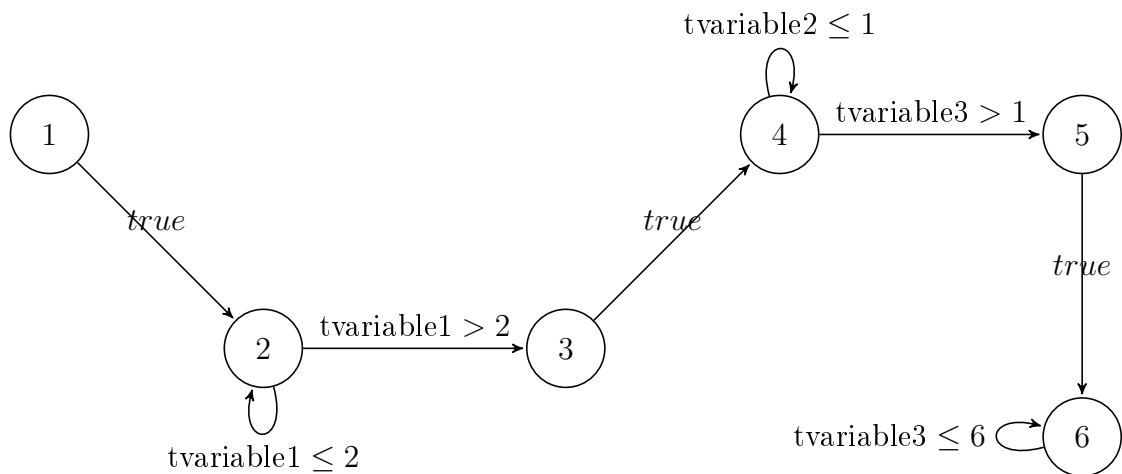 tvariable2 ≤ 1
1
4
tvariable3 > 1
5
true
true
true
2
tvariable1 > 2
3
tvariable1 ≤ 2
tvariable3 ≤ 6
6